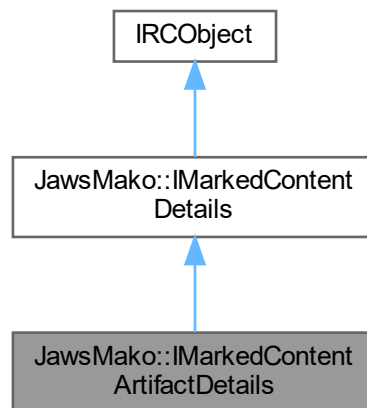 IRCObject
JawsMako::IMarkedContent
Details
JawsMako::IMarkedContent
ArtifactDetails